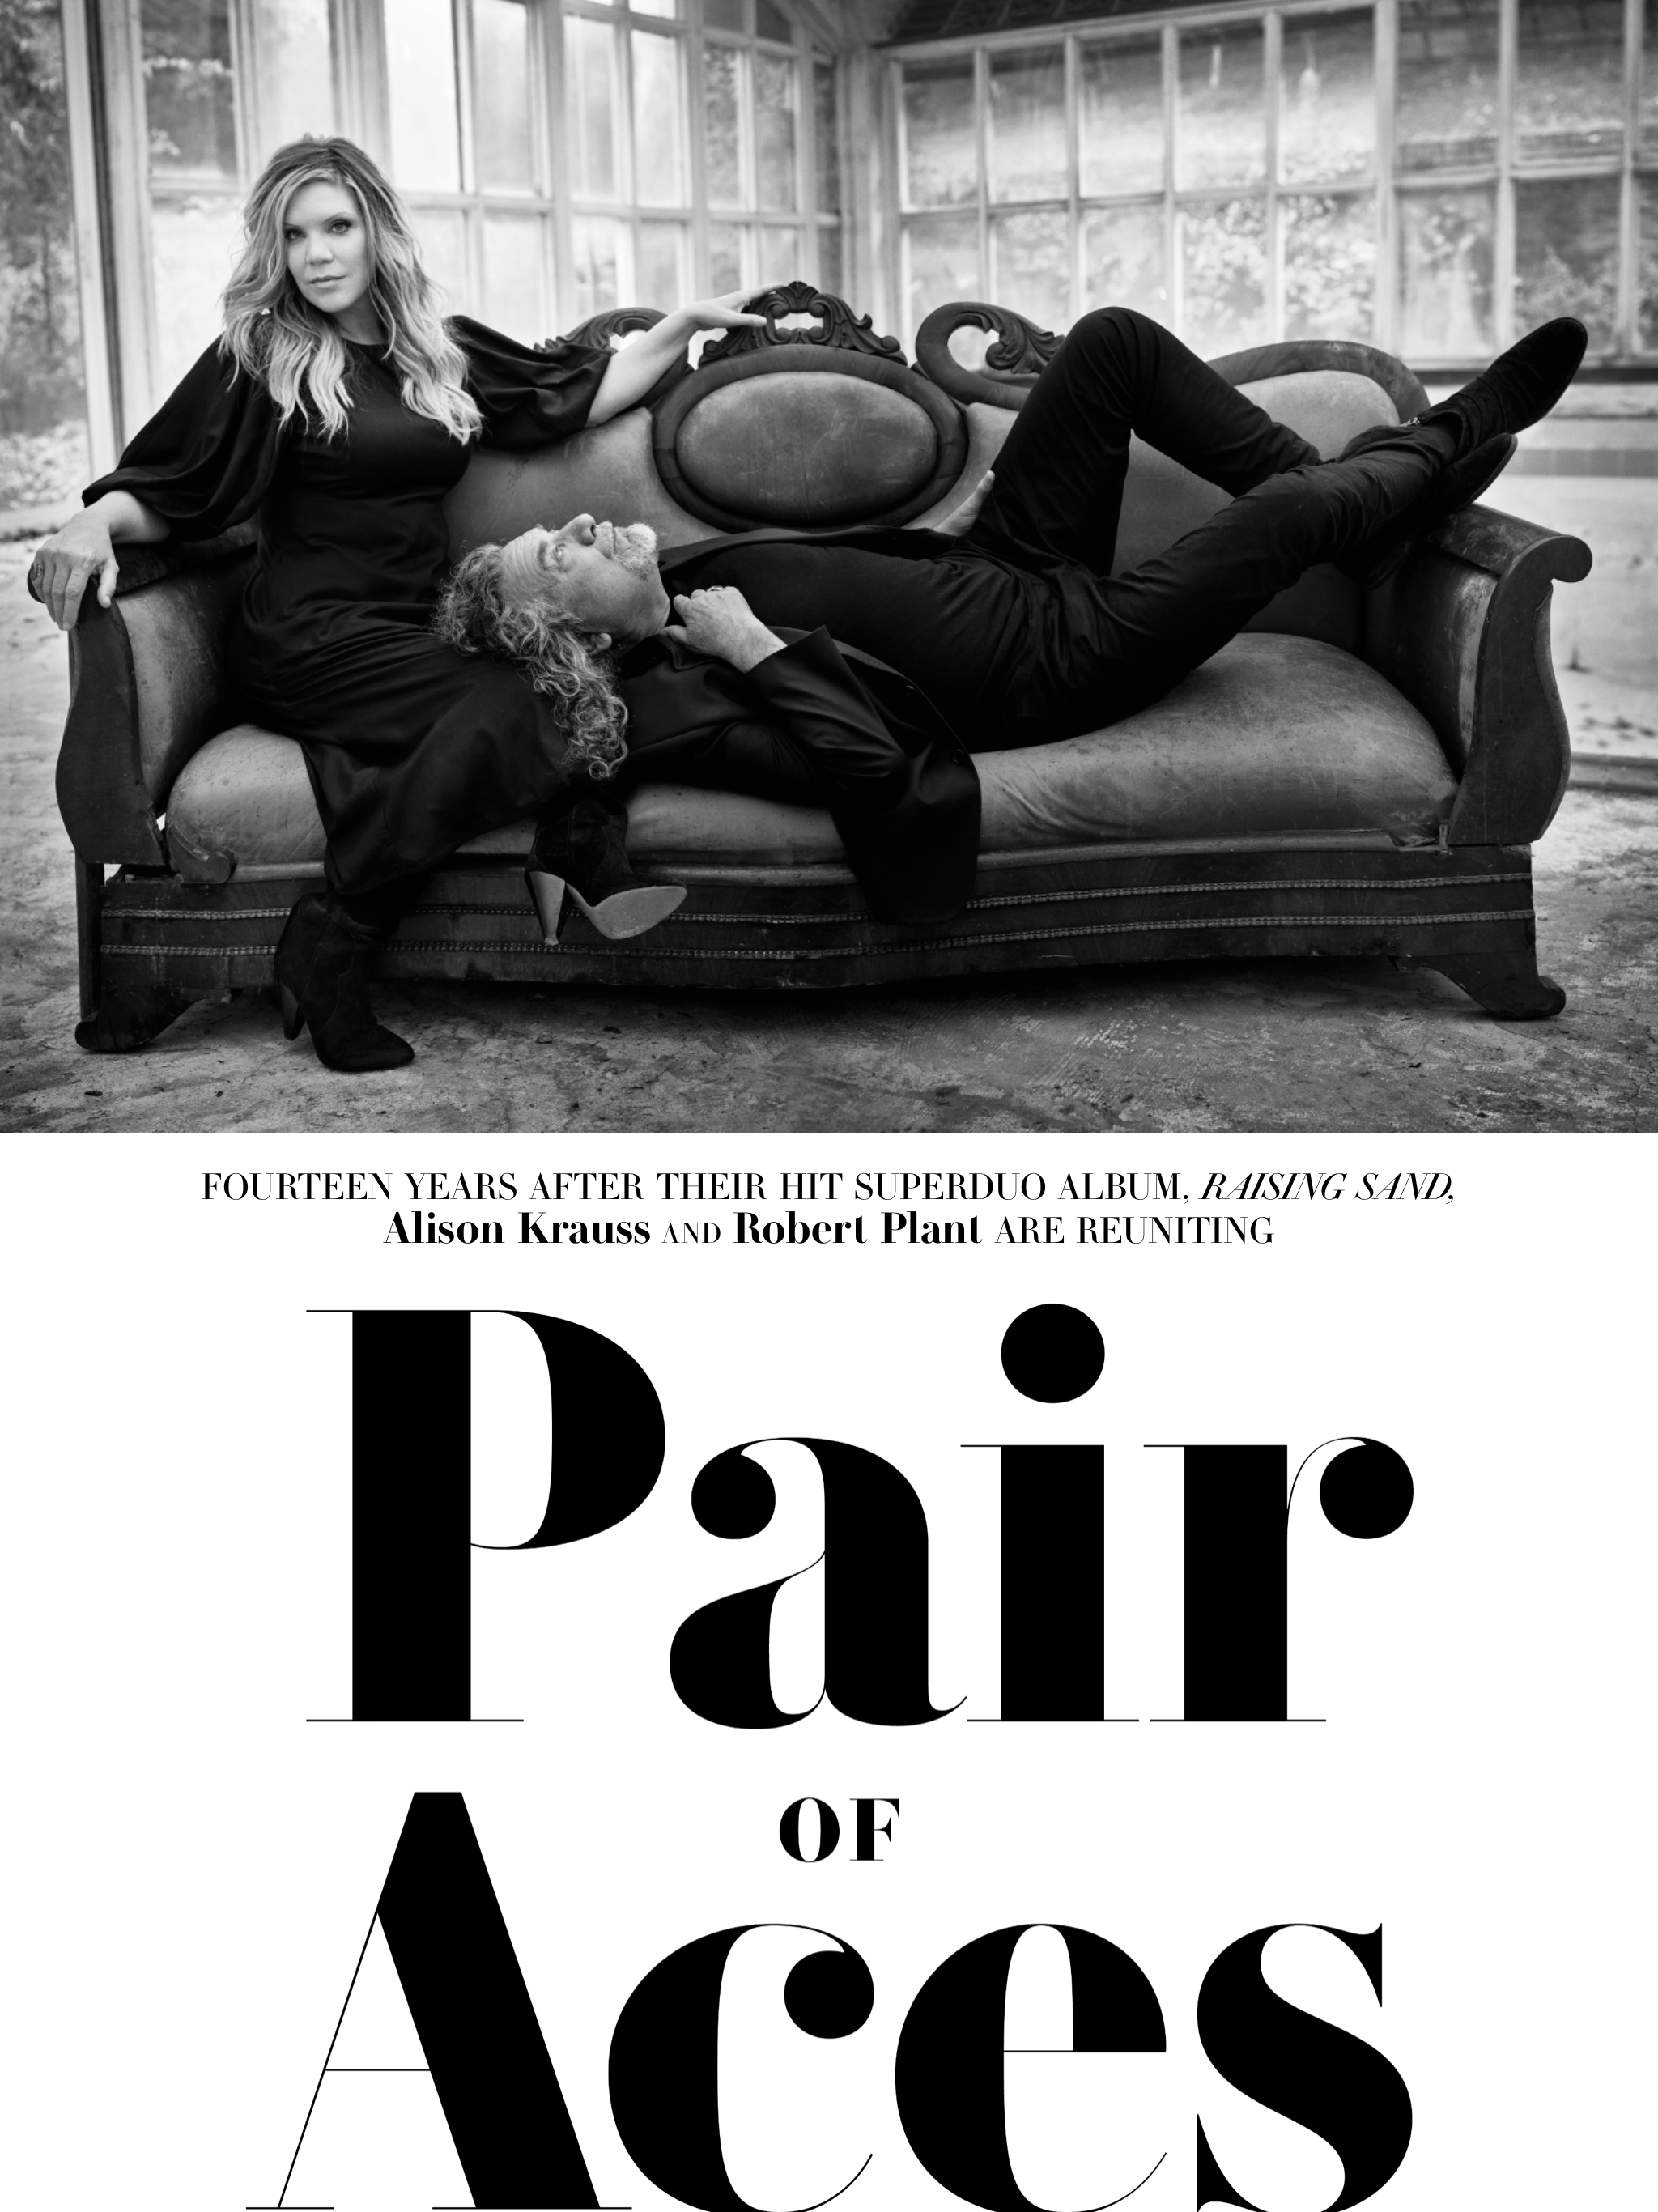 FOURTEEN YEARS AFTER THEIR HIT SUPERDUO ALBUM, RAISING SAND,
Alison Krauss AND Robert Plant ARE REUNITING
Pair
OF
Aces